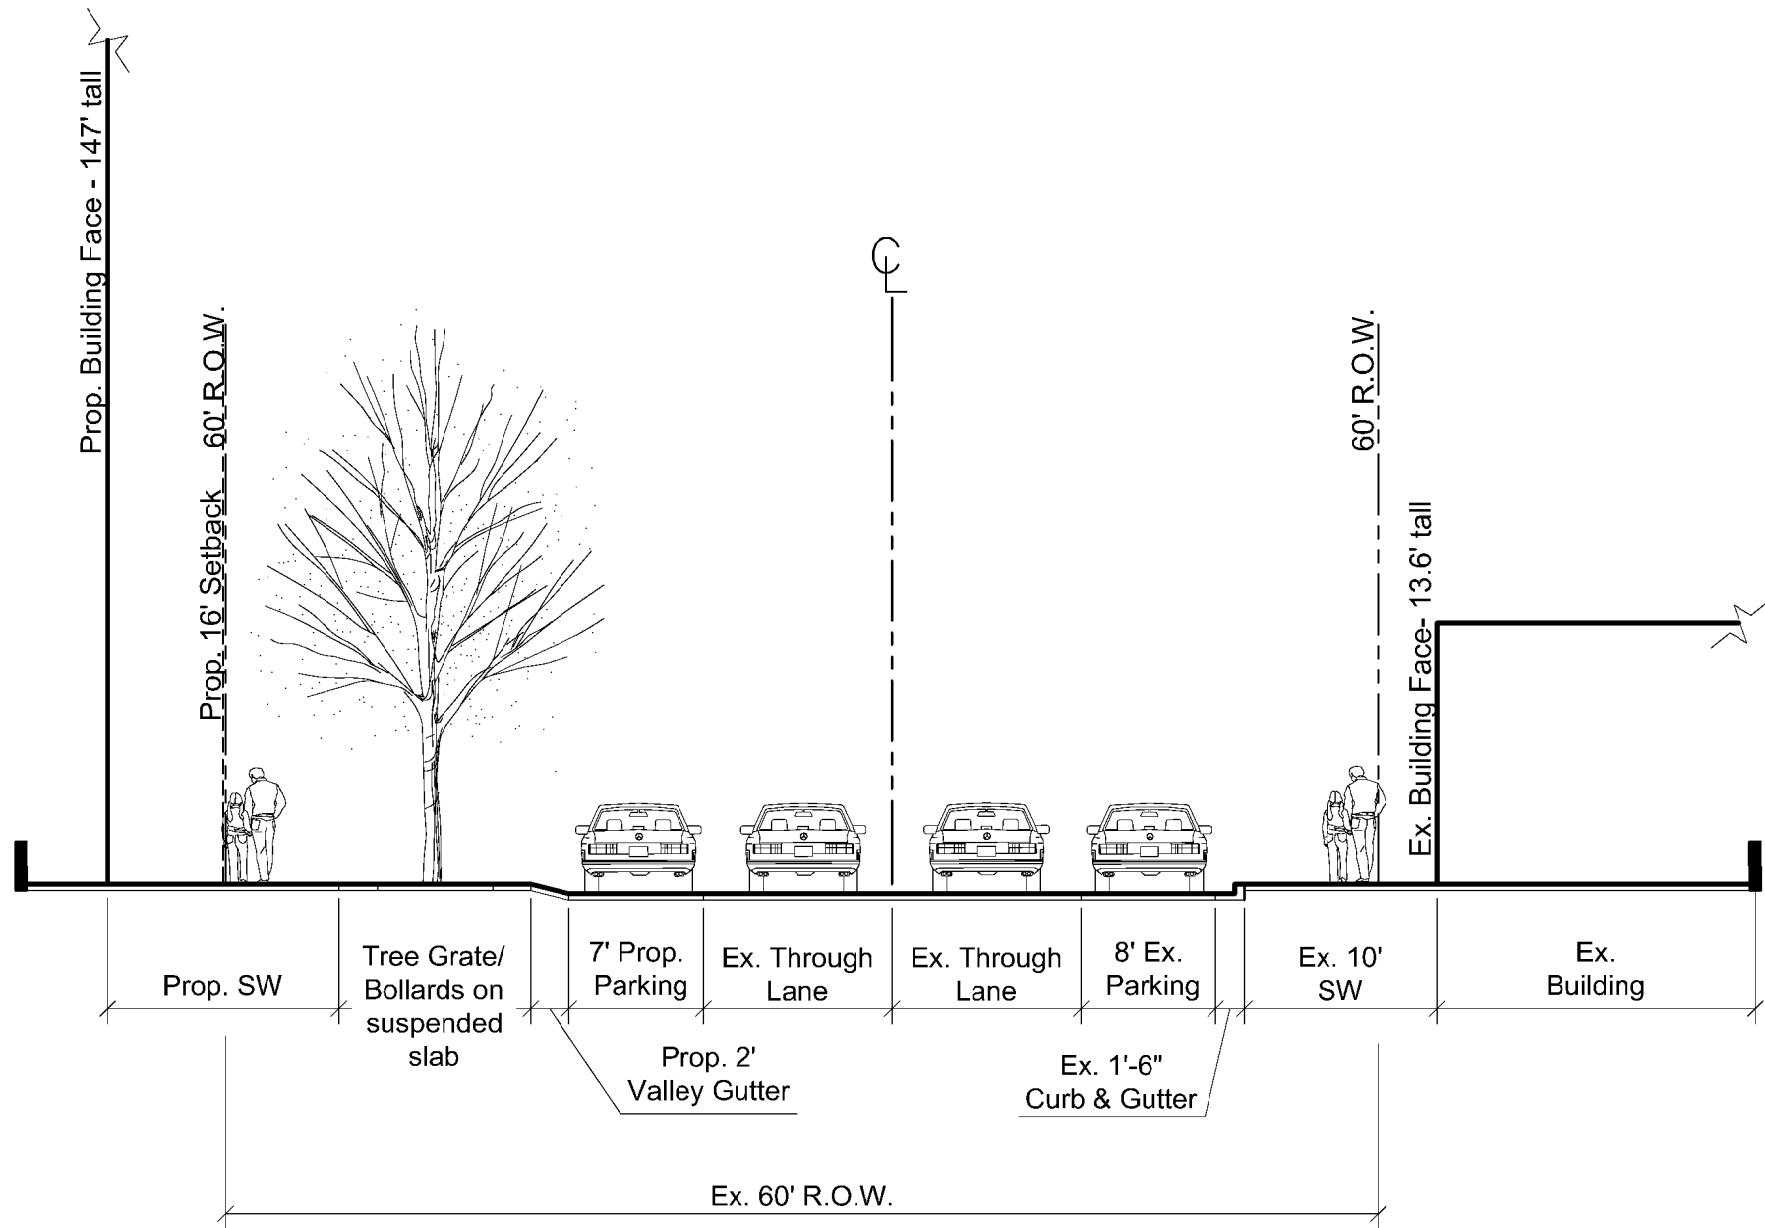 Prop. Building Face - 147' tall
Prop. 16' Setback
60' R.O.W.
CL
60' R.O.W.
Ex. Building Face- 13.6' tall
Prop. SW
Tree Grate/
Bollards on
suspended
slab
7' Prop.
Parking
Ex. Through
Lane
Ex. Through
Lane
8' Ex.
Parking
Ex. 10'
SW
Ex.
Building
Prop. 2'
Valley Gutter
Ex. 1'-6"
Curb & Gutter
Ex. 60' R.O.W.